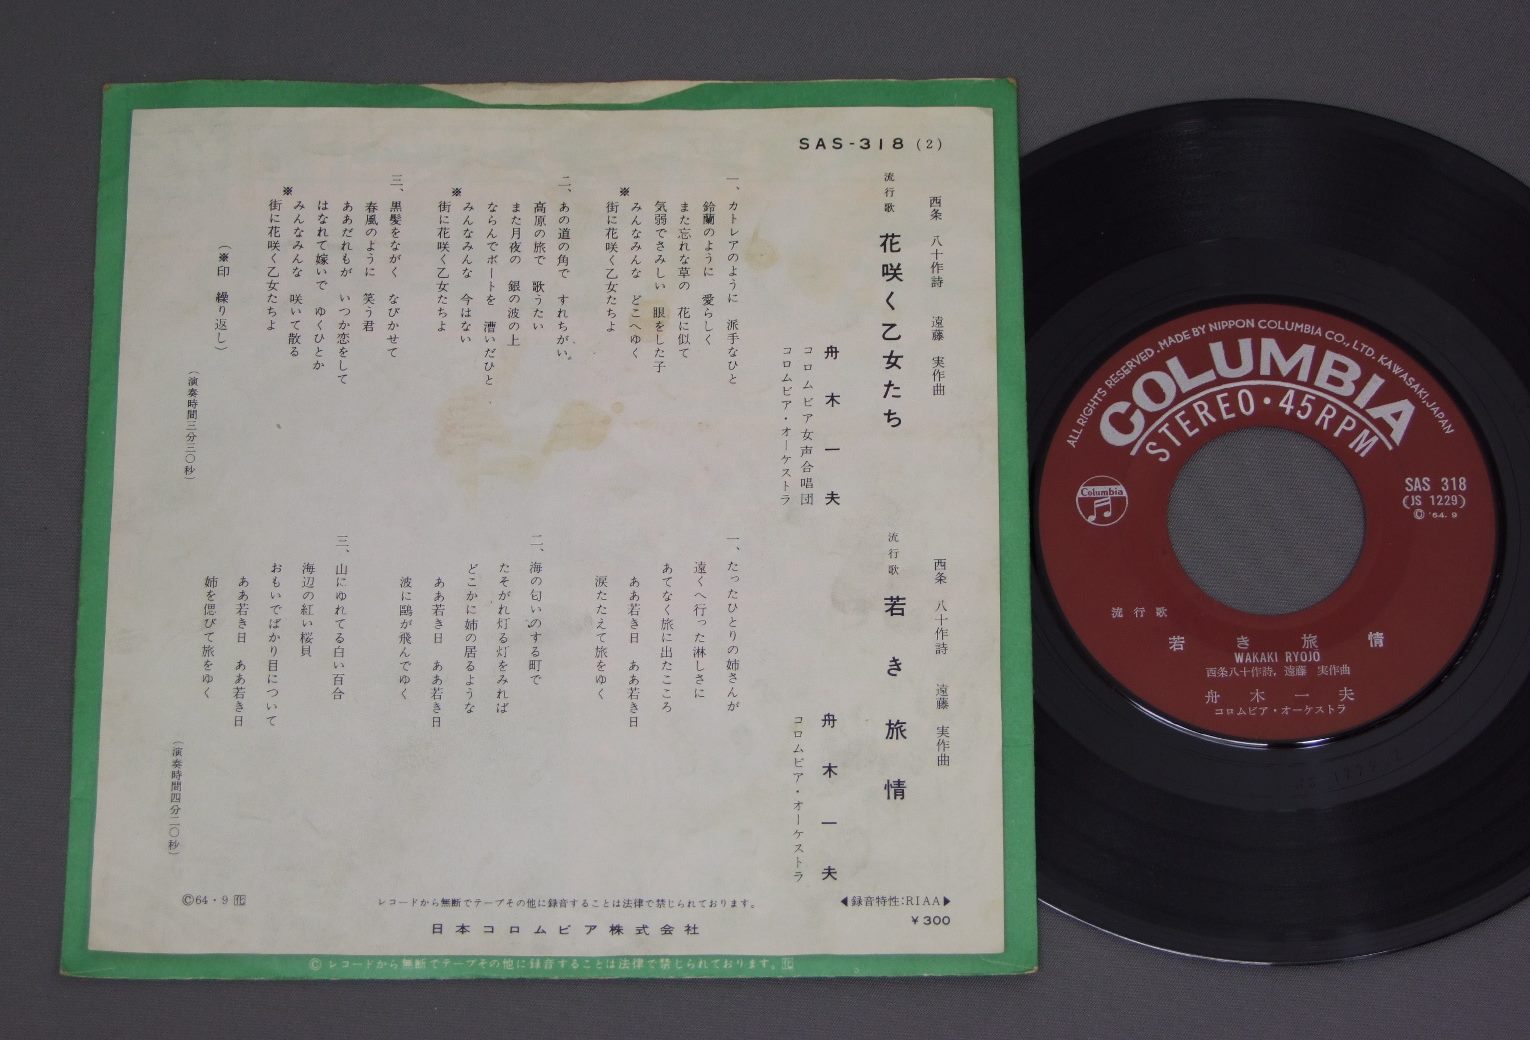 SAS-318 (2)
西条 八十作詩　遠藤 実作曲
流行歌　花咲く乙女たち
舟木一夫
コロムビア女声合唱団
コロムビア・オーケストラ
一、カトレアのように　派手なひと
鈴蘭のように　愛らしく
また忘れな草の　花に似て
気弱でさみしい　眼をした子
※みんなみんな　どこへゆく
街に花咲く乙女たちよ
二、あの道の角で　すれちがい
高原の旅で　歌うたい
また月夜の　銀の波の上
ならんでボートを　漕いだひと
※みんなみんな　今はない
街に花咲く乙女たちよ
三、黒髪をながく　なびかせて
春風のように　笑う君
ああだれもが　いつか恋をして
はなれて嫁いで　ゆくひとか
※みんなみんな　咲いて散る
街に花咲く乙女たちよ
(※印　繰り返し)
(演奏時間三分三〇秒)
西条 八十作詩　遠藤 実作曲
流行歌　若き旅情
舟木一夫
コロムビア・オーケストラ
一、たったひとりの姉さんが
遠くへ行った淋しさに
あてなく旅に出たこころ
ああ若き日　ああ若き日
涙たたえて旅をゆく
二、海の匂いのする町で
たそがれ灯る灯をみれば
どこかに姉の居るような
ああ若き日　ああ若き日
波に鷗が飛んでゆく
三、山にゆれてる白い百合
海辺の紅い桜貝
おもいでばかり目について
ああ若き日　ああ若き日
姉を偲びて旅をゆく
(演奏時間四分二〇秒)
Ⓒ64・9 ㊕
レコードから無断でテープその他に録音することは法律で禁じられております。
◀録音特性:RIAA▶
¥300
日本コロムビア株式会社
Ⓒ レコードから無断でテープその他に録音することは法律で禁じられております。
ALL RIGHTS RESERVED. MADE BY NIPPON COLUMBIA CO., LTD. KAWASAKI, JAPAN
COLUMBIA
STEREO・45RPM
Columbia
SAS 318
(JS 1229)
Ⓒ '64. 9
流行歌
若き旅情
WAKAKI RYOJO
西条八十作詩, 遠藤 実作曲
舟木一夫
コロムビア・オーケストラ